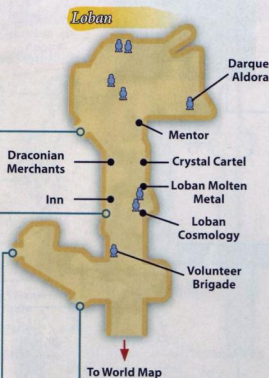 Loban
Darque
Aldora
Mentor
Draconian
Merchants
Crystal Cartel
Loban Molten
Metal
Inn
Loban
Cosmology
Volunteer
Brigade
To World Map